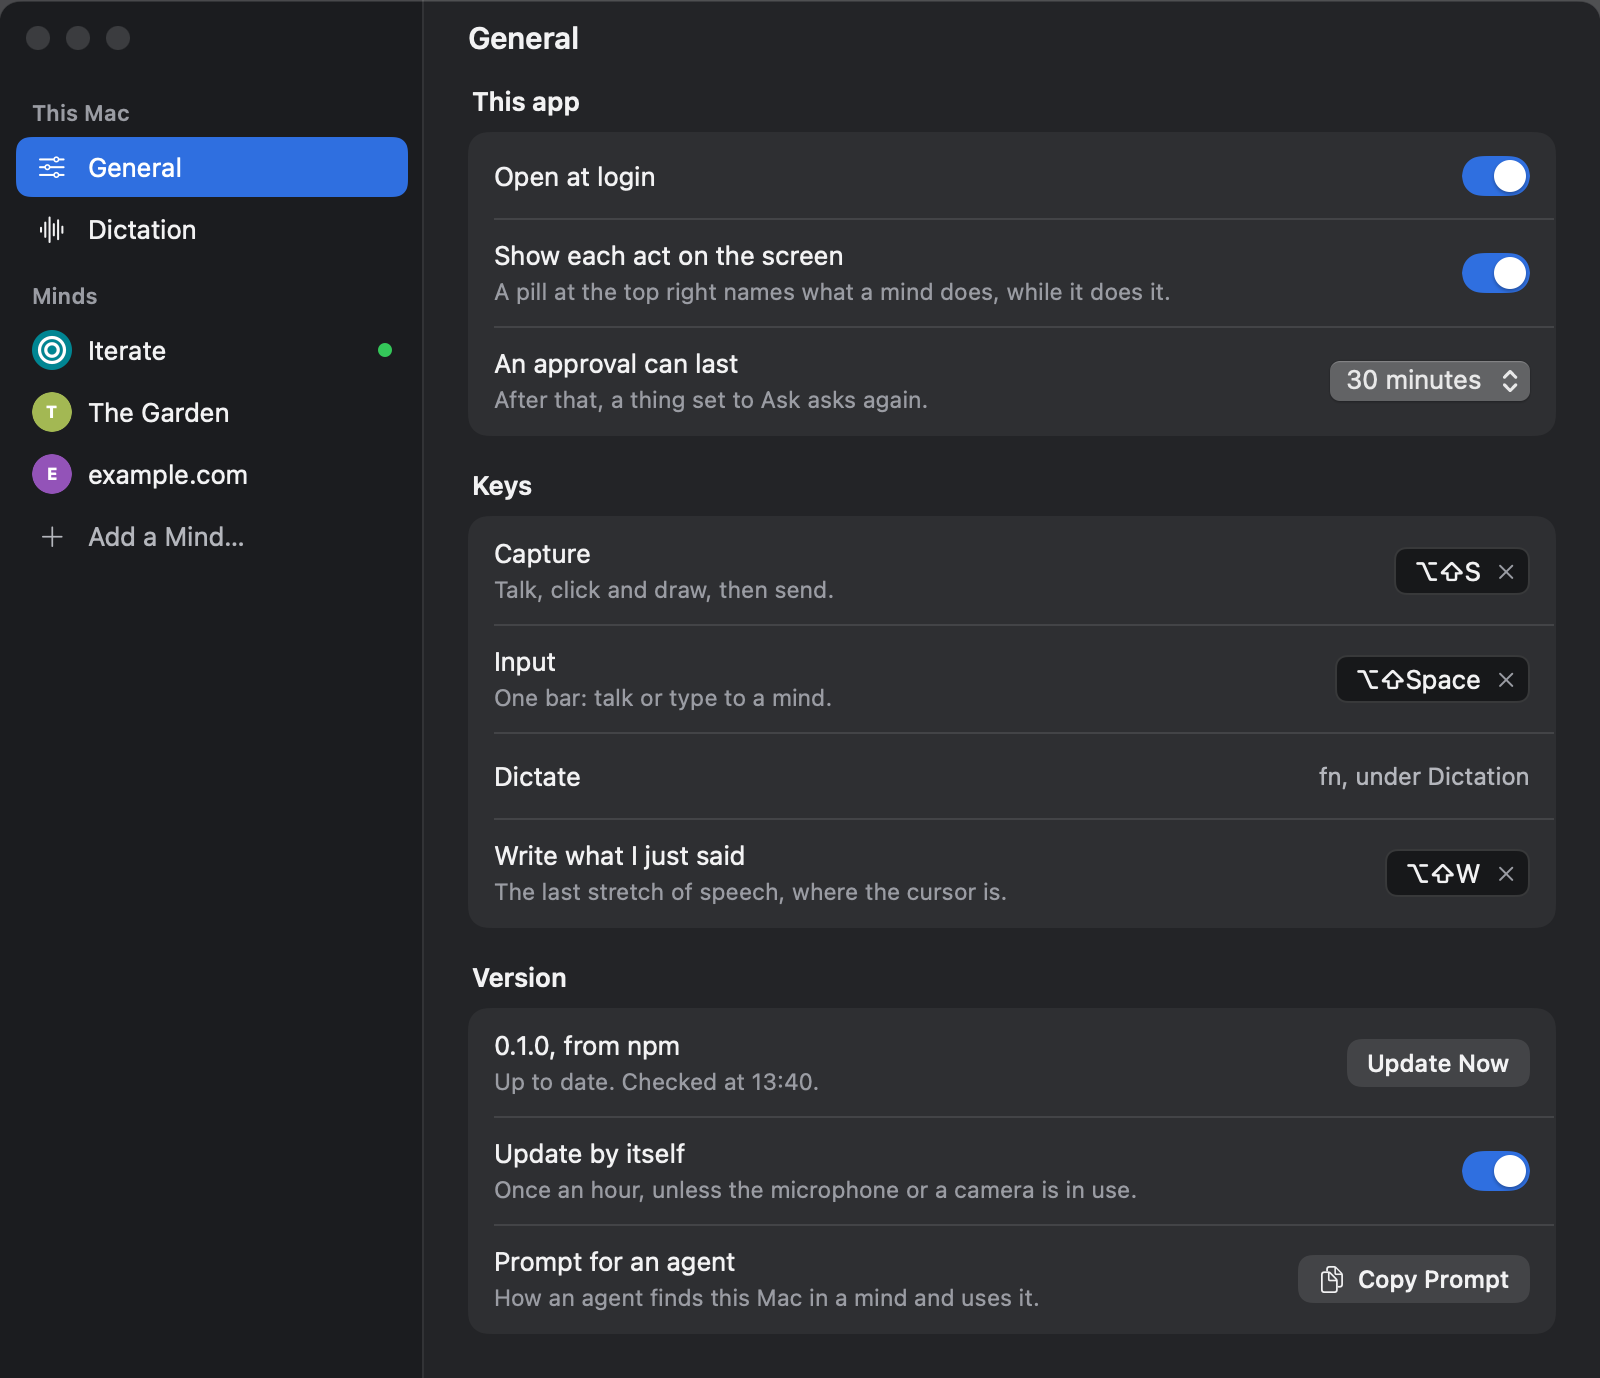 General
This app
This Mac
General
Dictation
Minds
Iterate
T
The Garden
E
example.com
Add a Mind...
Open at login
Show each act on the screen
A pill at the top right names what a mind does, while it does it.
An approval can last
After that, a thing set to Ask asks again.
30 minutes
Keys
Capture
Talk, click and draw, then send.
⌥⇧S
Input
One bar: talk or type to a mind.
⌥⇧Space
Dictate
fn, under Dictation
Write what I just said
The last stretch of speech, where the cursor is.
⌥⇧W
Version
0.1.0, from npm
Up to date. Checked at 13:40.
Update Now
Update by itself
Once an hour, unless the microphone or a camera is in use.
Prompt for an agent
How an agent finds this Mac in a mind and uses it.
Copy Prompt